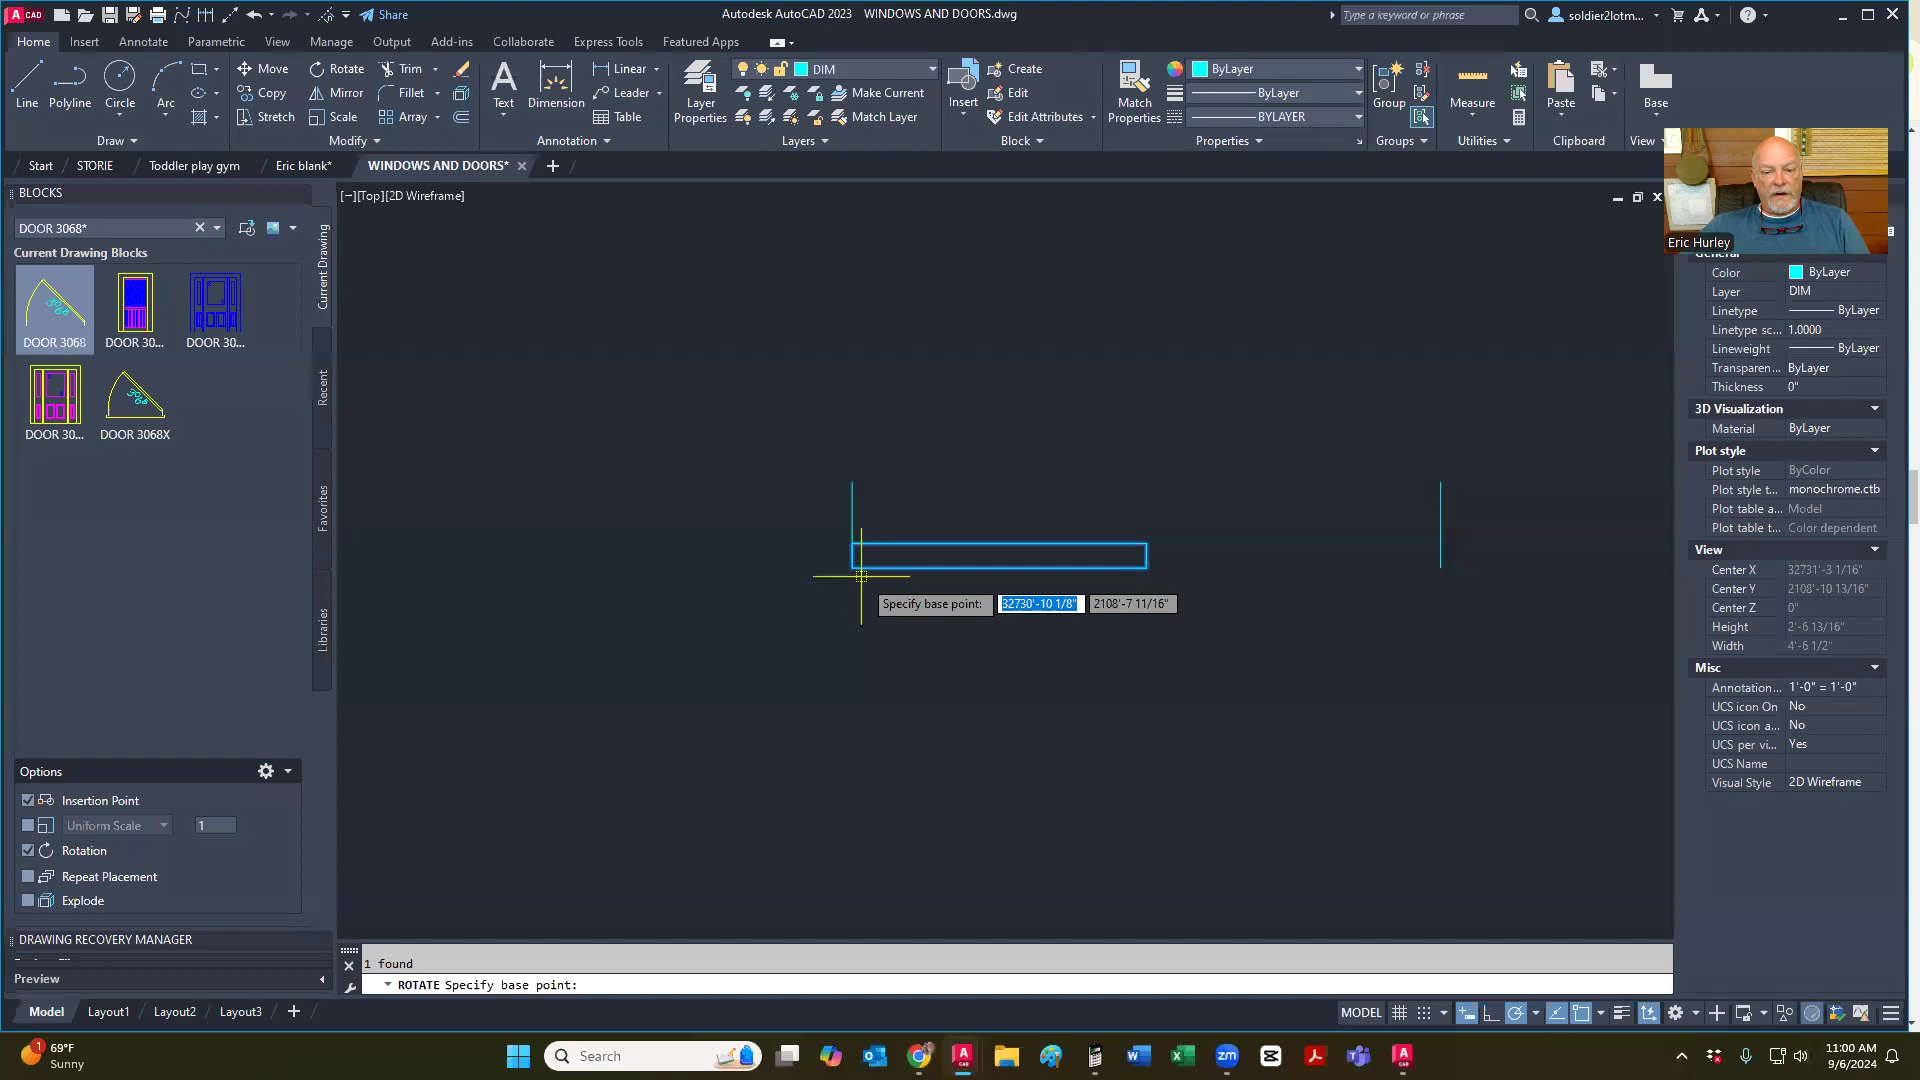 CAD
Share
Autodesk AutoCAD 2023 WINDOWS AND DOORS.dwg
Type a keyword or phrase
soldier2lotm...
Home Insert Annotate Parametric View Manage Output Add-ins Collaborate Express Tools Featured Apps
Line Polyline Circle Arc
Move Rotate Trim
Copy Mirror Fillet
Stretch Scale Array
Text Dimension
Linear
Leader
Table
Layer Properties
DIM
Make Current
Match Layer
Insert
Create
Edit
Edit Attributes
Match Properties
ByLayer
ByLayer
BYLAYER
Group Measure Paste Base
Draw Modify Annotation Layers Block Properties Groups Utilities Clipboard View
Start STORIE Toddler play gym Eric blank* WINDOWS AND DOORS*
BLOCKS
DOOR 3068*
Current Drawing Blocks
DOOR 3068 DOOR 30... DOOR 30...
DOOR 30... DOOR 3068X
Current Drawing
Recent
Favorites
Libraries
[−][Top][2D Wireframe]
Eric Hurley
Specify base point: 32730'-10 1/8" 2108'-7 11/16"
General
Color ByLayer
Layer DIM
Linetype ByLayer
Linetype sc... 1.0000
Lineweight ByLayer
Transparen... ByLayer
Thickness 0"
3D Visualization
Material ByLayer
Plot style
Plot style ByColor
Plot style t... monochrome.ctb
Plot table a... Model
Plot table t... Color dependent
View
Center X 32731'-3 1/16"
Center Y 2108'-10 13/16"
Center Z 0"
Height 2'-6 13/16"
Width 4'-6 1/2"
Misc
Annotation... 1'-0" = 1'-0"
UCS icon On No
UCS icon a... No
UCS per vi... Yes
UCS Name
Visual Style 2D Wireframe
Options
Insertion Point
Uniform Scale 1
Rotation
Repeat Placement
Explode
DRAWING RECOVERY MANAGER
Preview
1 found
ROTATE Specify base point:
Model Layout1 Layout2 Layout3
MODEL
1
69°F
Sunny
Search
zm
11:00 AM
9/6/2024